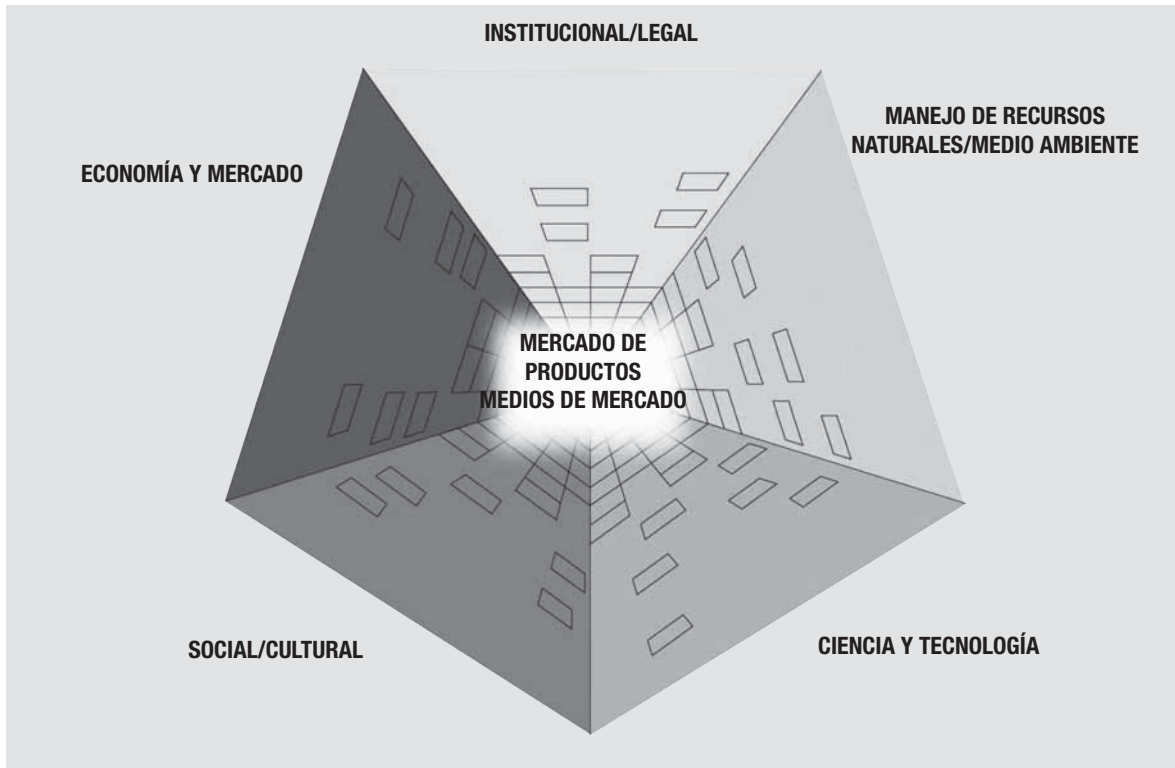 INSTITUCIONAL/LEGAL
MANEJO DE RECURSOS
NATURALES/MEDIO AMBIENTE
ECONOMÍA Y MERCADO
MERCADO DE
PRODUCTOS
MEDIOS DE MERCADO
SOCIAL/CULTURAL
CIENCIA Y TECNOLOGÍA